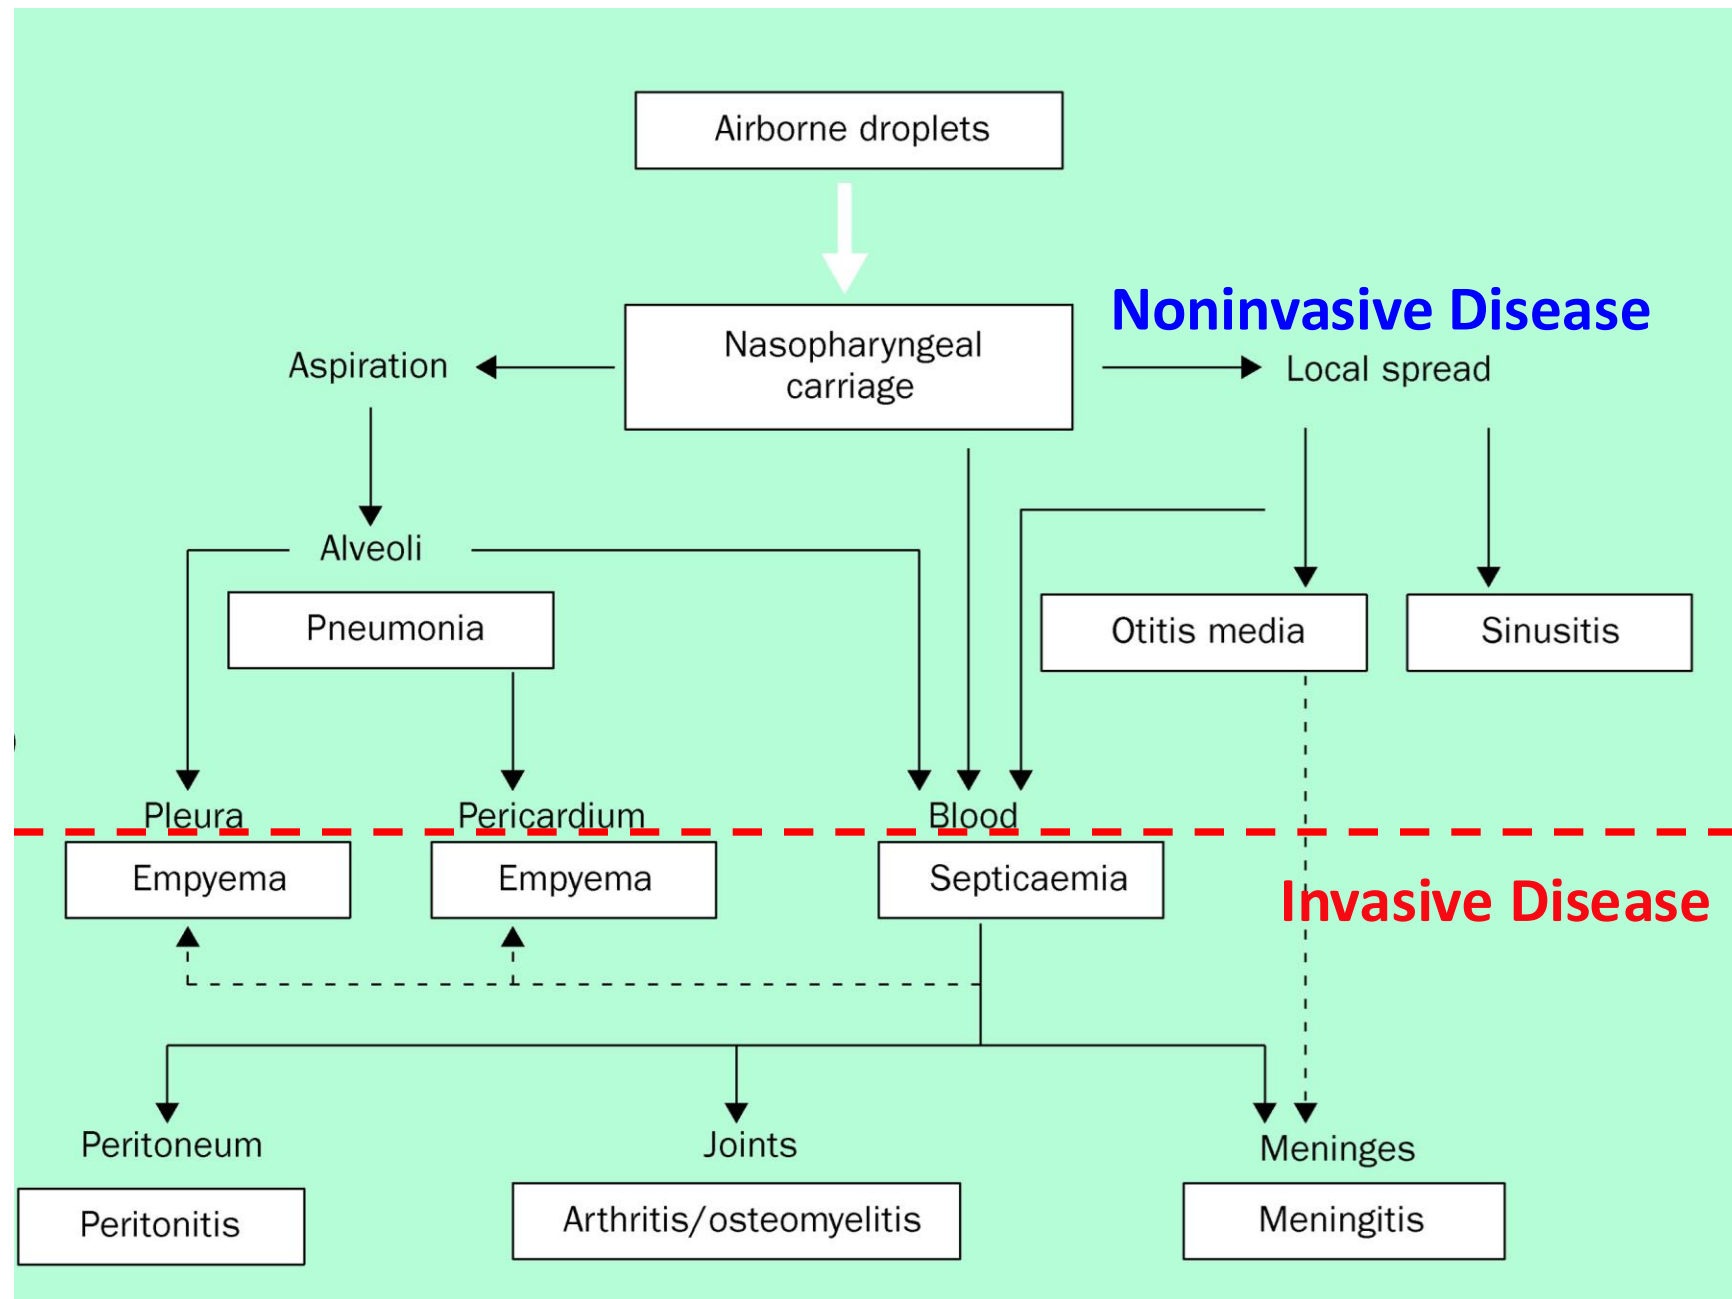 Airborne droplets
Noninvasive Disease
Nasopharyngeal
carriage
Aspiration
Local spread
Alveoli
Pneumonia
Otitis media
Sinusitis
Pleura
Pericardium
Blood
Empyema
Empyema
Septicaemia
Invasive Disease
Peritoneum
Joints
Meninges
Peritonitis
Arthritis/osteomyelitis
Meningitis